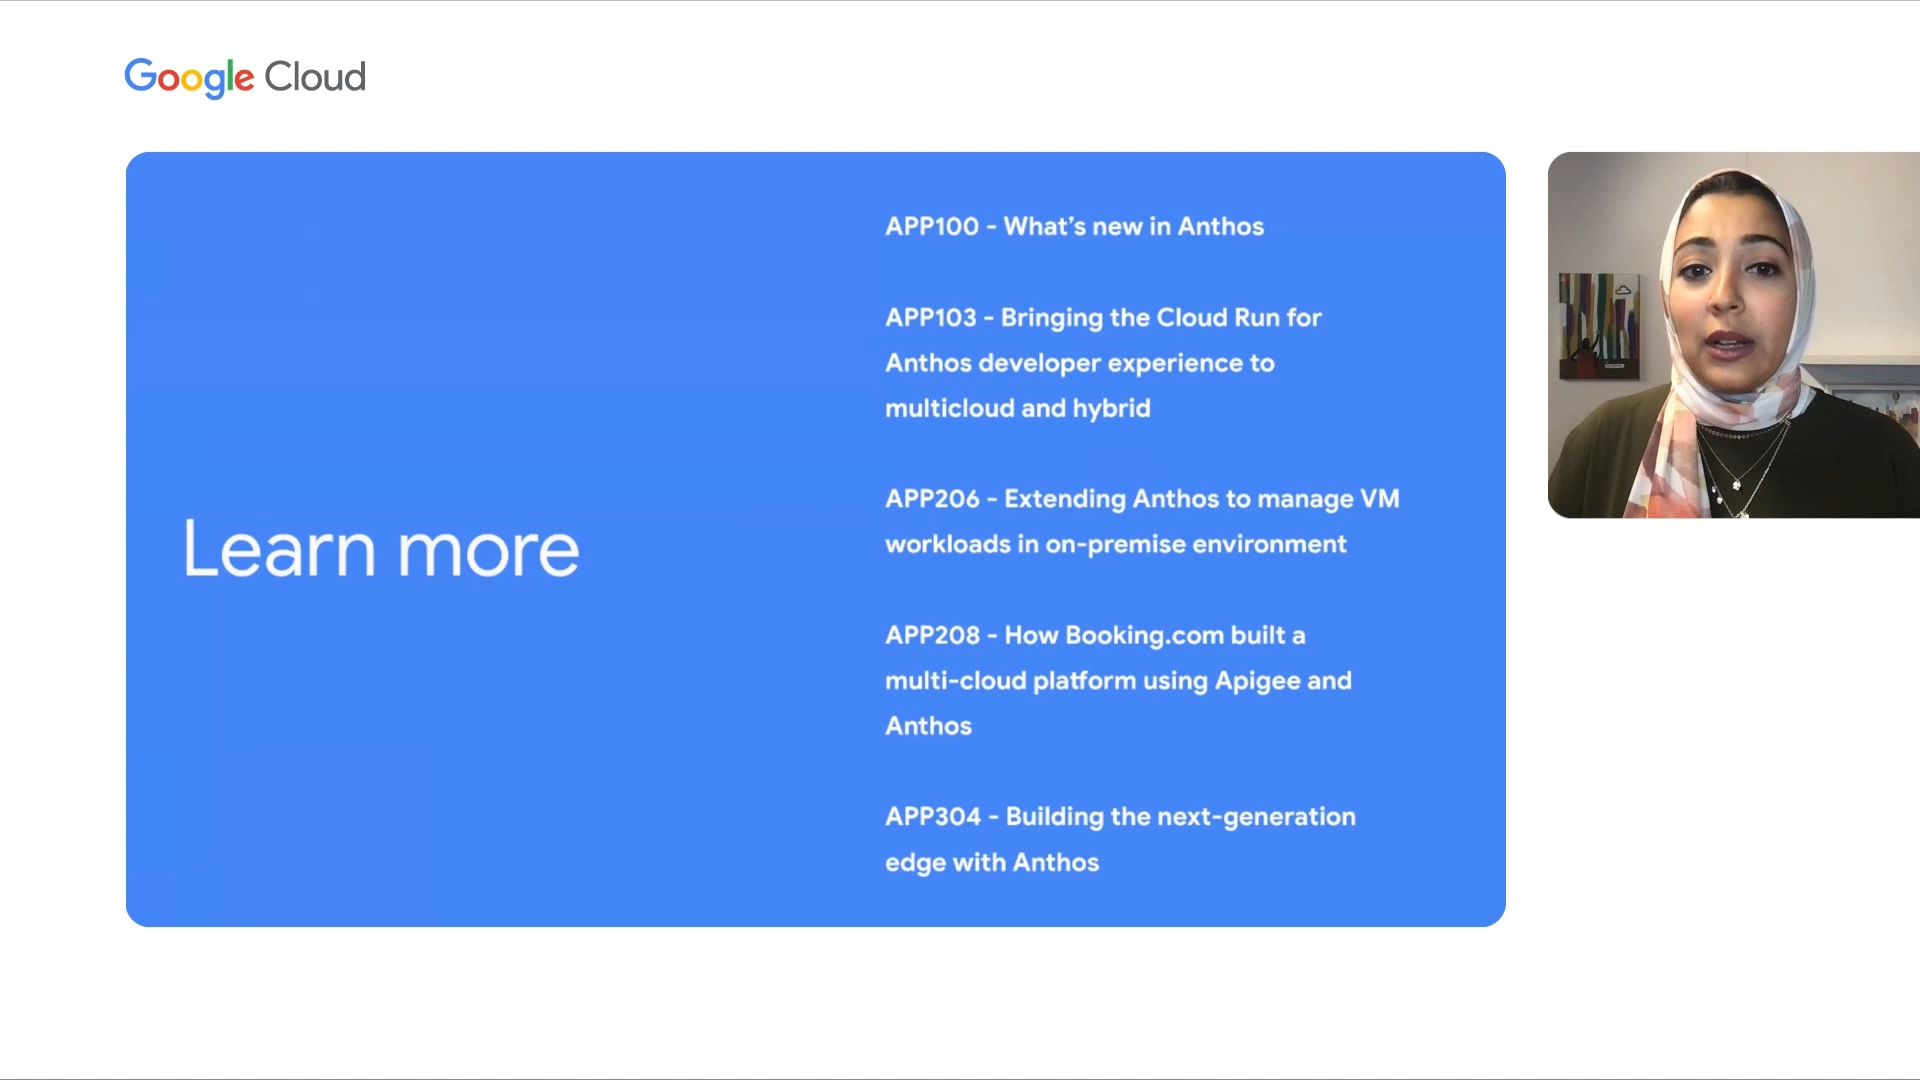 Google Cloud
Learn more
APP100 - What’s new in Anthos
APP103 - Bringing the Cloud Run for
Anthos developer experience to
multicloud and hybrid
APP206 - Extending Anthos to manage VM
workloads in on-premise environment
APP208 - How Booking.com built a
multi-cloud platform using Apigee and
Anthos
APP304 - Building the next-generation
edge with Anthos